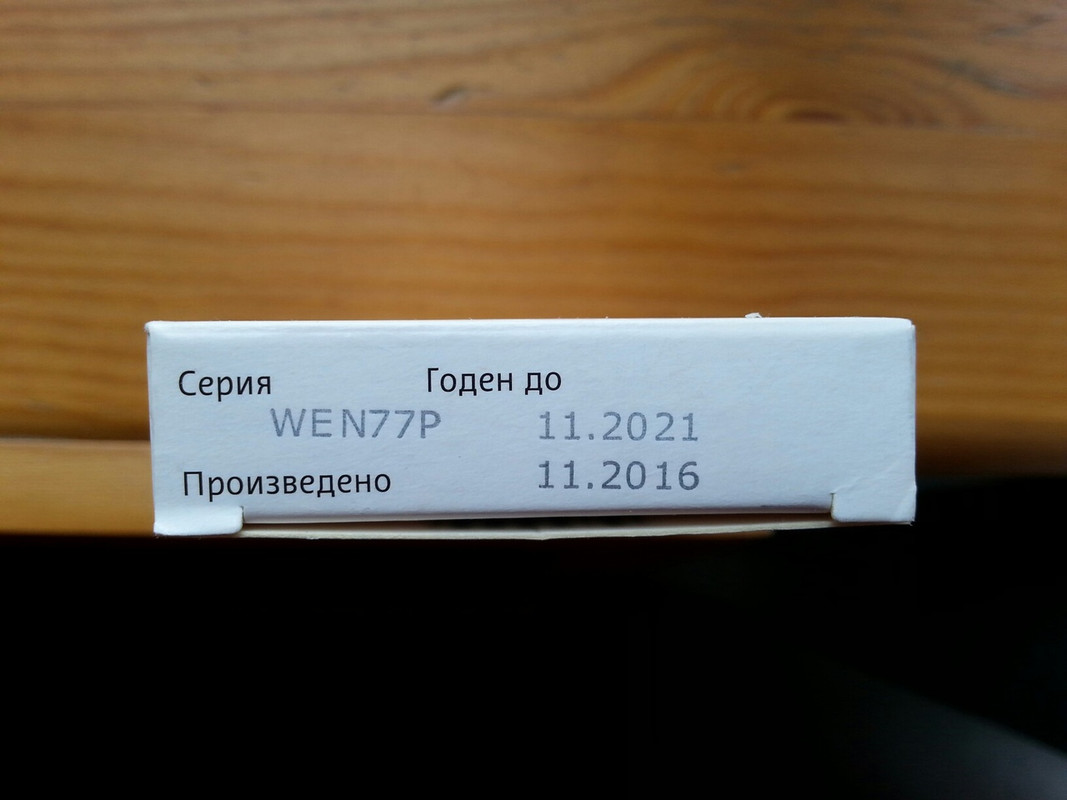 Серия Годен до
WEN77P 11.2021
Произведено 11.2016